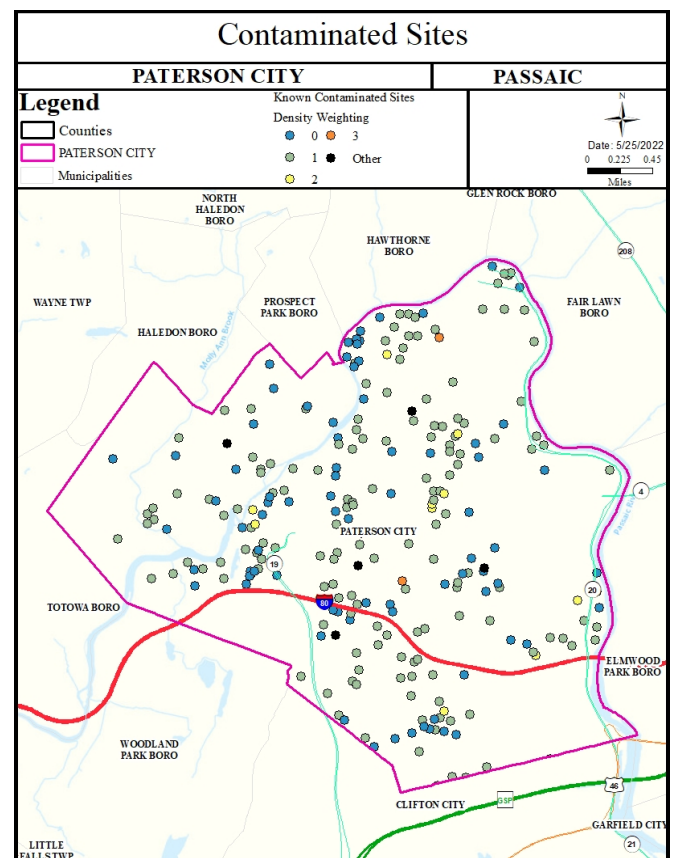 Contaminated Sites
PATERSON CITY
PASSAIC
Legend
Counties
PATERSON CITY
Municipalities
Known Contaminated Sites
Density Weighting
0
3
1
Other
2
N
Date: 5/25/2022
0 0.225 0.45
Miles
NORTH
HALEDON
BORO
GLEN ROCK BORO
HAWTHORNE
BORO
208
WAYNE TWP
PROSPECT
PARK BORO
FAIR LAWN
BORO
HALEDON BORO
Molly Ann Brook
4
Passaic
PATERSON CITY
19
20
80
TOTOWA BORO
ELMWOOD
PARK BORO
WOODLAND
PARK BORO
46
GSP
CLIFTON CITY
GARFIELD CITY
21
LITTLE
FALLS TWP